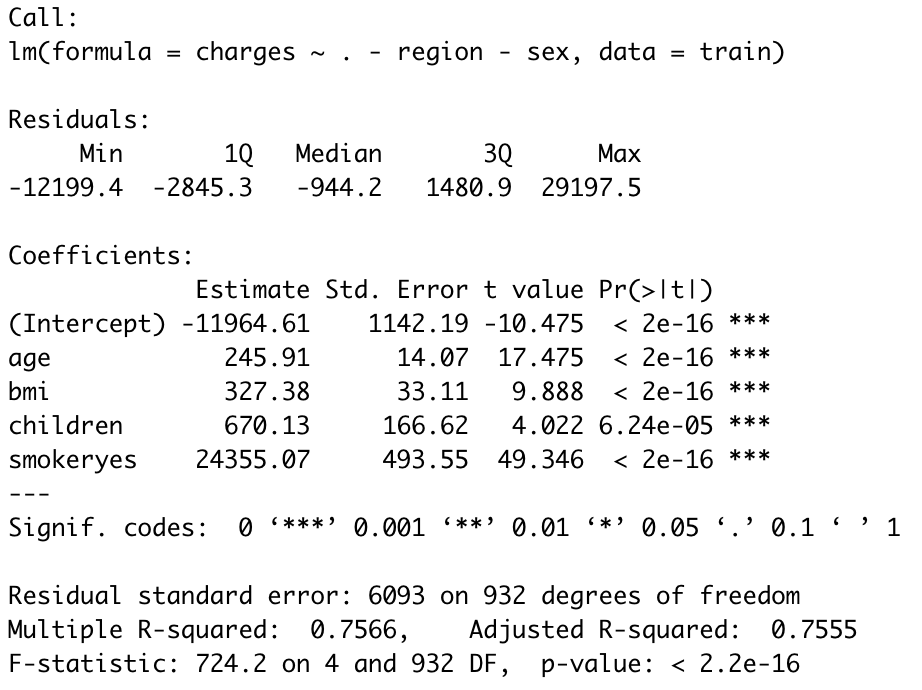 Call:
lm(formula = charges ~ . - region - sex, data = train)

Residuals:
     Min       1Q   Median       3Q      Max
-12199.4  -2845.3   -944.2   1480.9  29197.5

Coefficients:
             Estimate Std. Error t value Pr(>|t|)
(Intercept) -11964.61    1142.19 -10.475  < 2e-16 ***
age            245.91      14.07  17.475  < 2e-16 ***
bmi            327.38      33.11   9.888  < 2e-16 ***
children       670.13     166.62   4.022 6.24e-05 ***
smokeryes    24355.07     493.55  49.346  < 2e-16 ***
---
Signif. codes:  0 ‘***’ 0.001 ‘**’ 0.01 ‘*’ 0.05 ‘.’ 0.1 ‘ ’ 1

Residual standard error: 6093 on 932 degrees of freedom
Multiple R-squared:  0.7566,    Adjusted R-squared:  0.7555
F-statistic: 724.2 on 4 and 932 DF,  p-value: < 2.2e-16